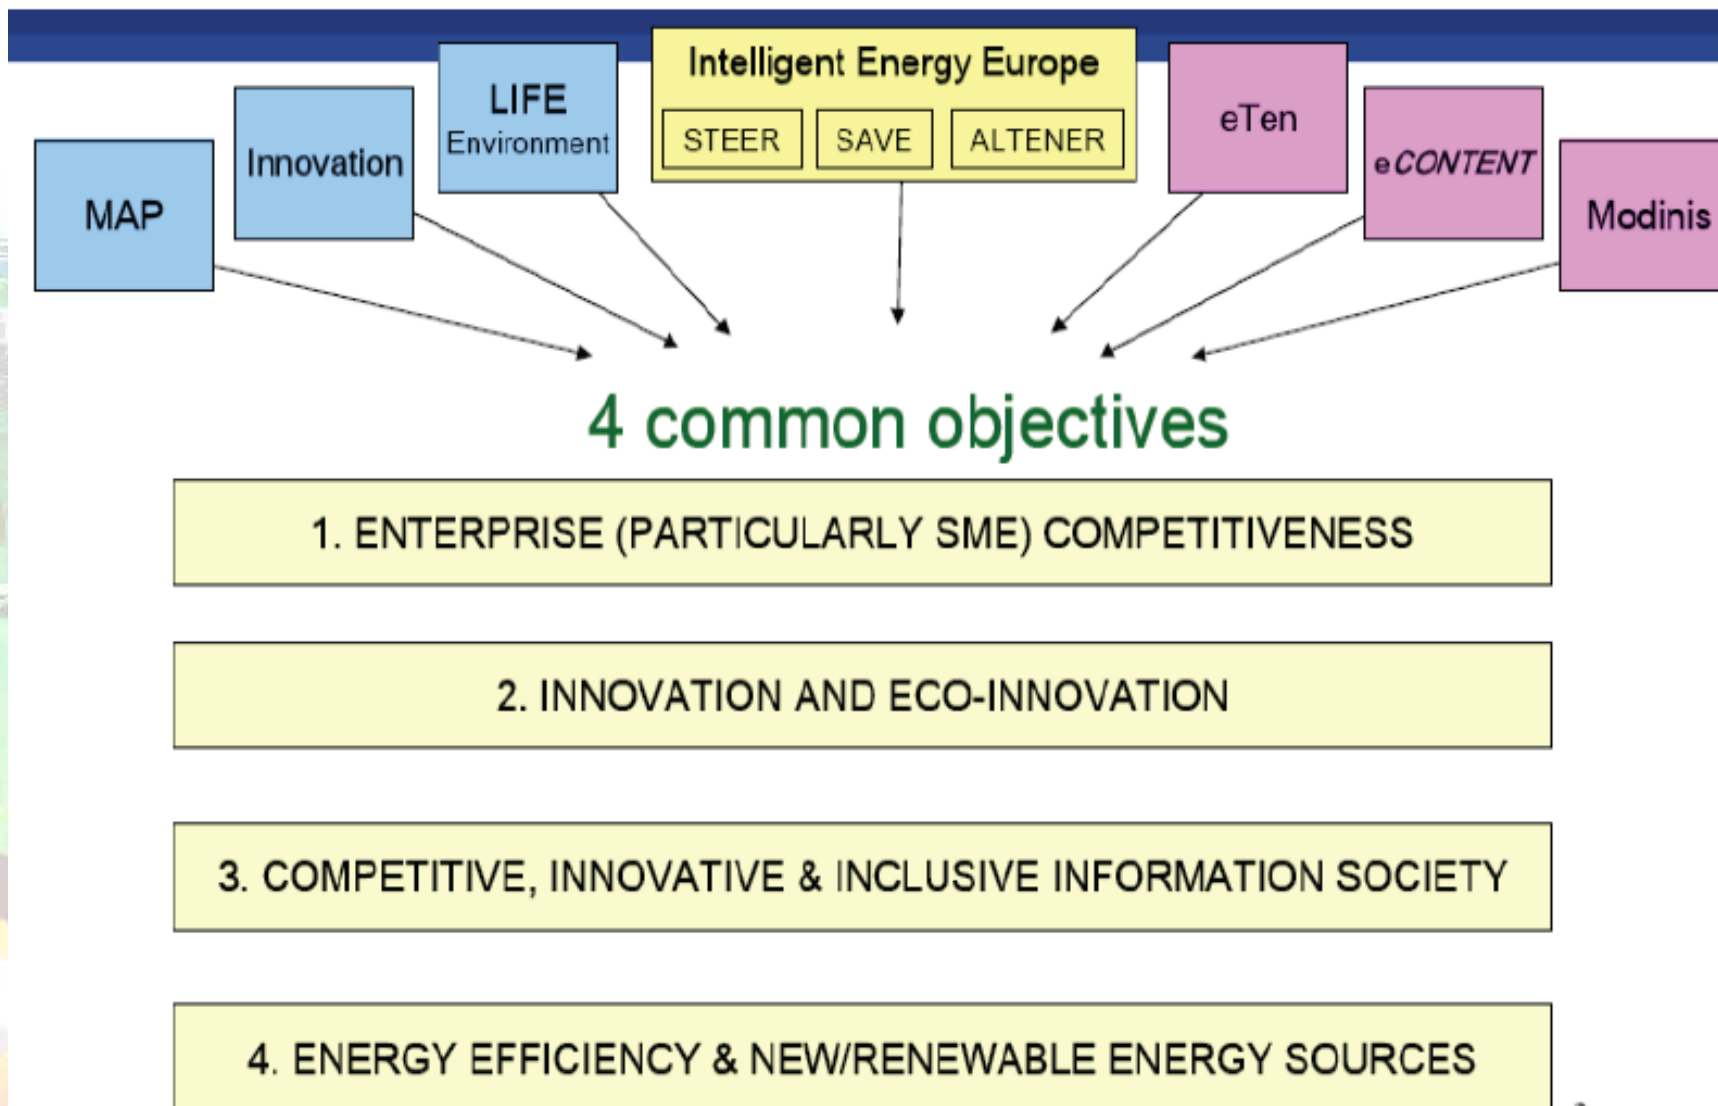 MAP
Innovation
LIFE
Environment
Intelligent Energy Europe
STEER SAVE ALTENER
eTen
eCONTENT
Modinis
4 common objectives
1. ENTERPRISE (PARTICULARLY SME) COMPETITIVENESS
2. INNOVATION AND ECO-INNOVATION
3. COMPETITIVE, INNOVATIVE & INCLUSIVE INFORMATION SOCIETY
4. ENERGY EFFICIENCY & NEW/RENEWABLE ENERGY SOURCES